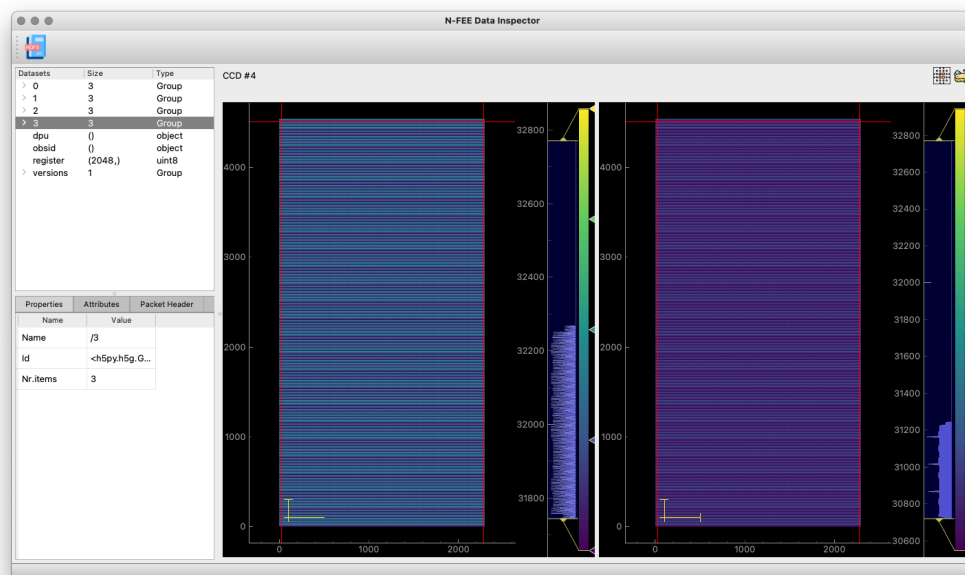 N-FEE Data Inspector
HDF5
Datasets Size Type
0 3 Group
1 3 Group
2 3 Group
3 3 Group
dpu () object
obsid () object
register (2048,) uint8
versions 1 Group
Properties Attributes Packet Header
Name Value
Name /3
Id <h5py.h5g.G...
Nr.items 3
CCD #4
4000
3000
2000
1000
0
0 1000 2000
32800
32600
32400
32200
32000
31800
4000
3000
2000
1000
0
0 1000 2000
32800
32600
32400
32200
32000
31800
31600
31400
31200
31000
30800
30600